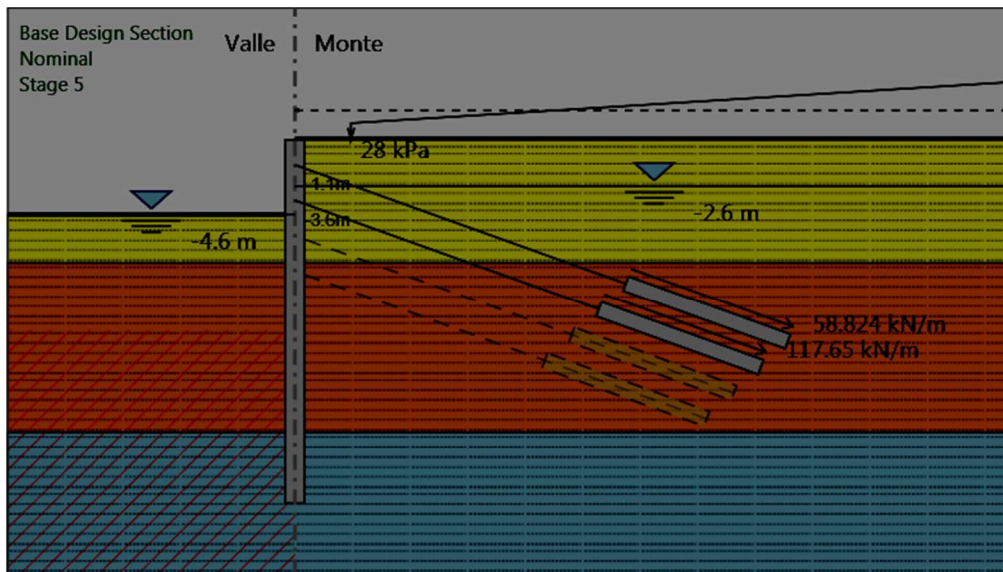 Base Design Section
Nominal
Stage 5
Valle
Monte
28 kPa
-1.1m
-2.6 m
-3.6m
-4.6 m
58.824 kN/m
117.65 kN/m